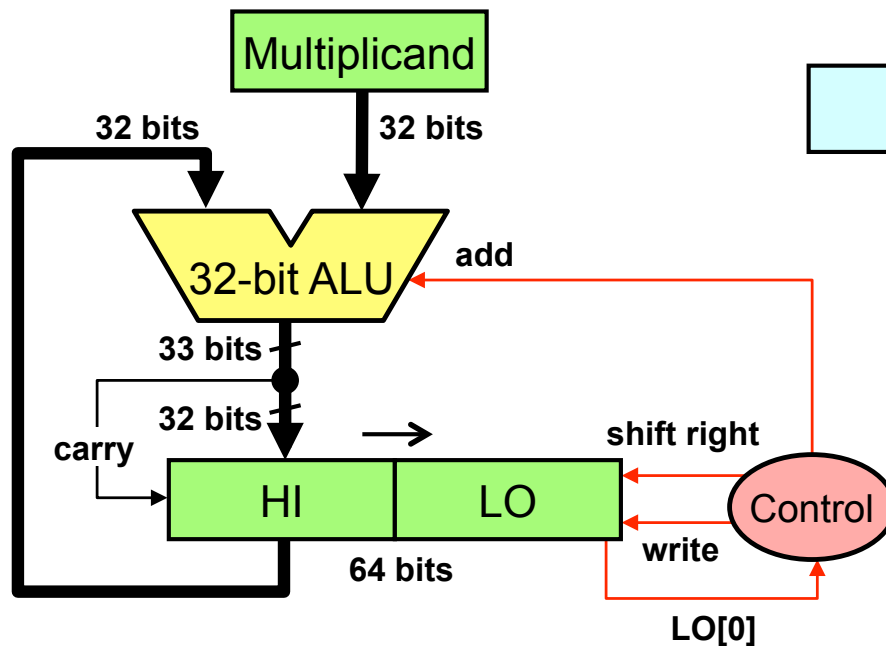 Multiplicand
32 bits
32 bits
32-bit ALU
add
33 bits
32 bits
carry
shift right
HI
LO
Control
write
64 bits
LO[0]